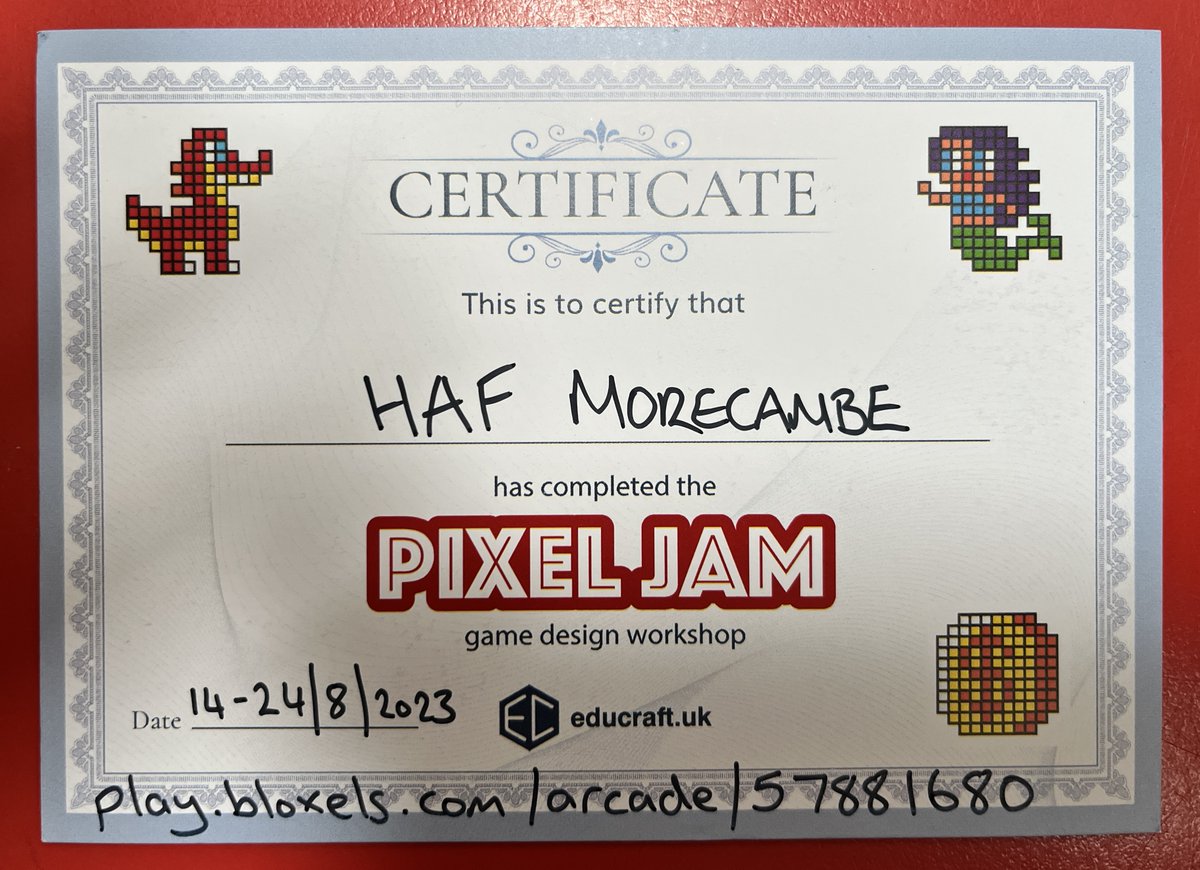 CERTIFICATE
This is to certify that
HAF MORECAMBE
has completed the
PIXEL JAM
game design workshop
Date 14-24/8/2023
EC educraft.uk
play.bloxels.com/arcade/57881680